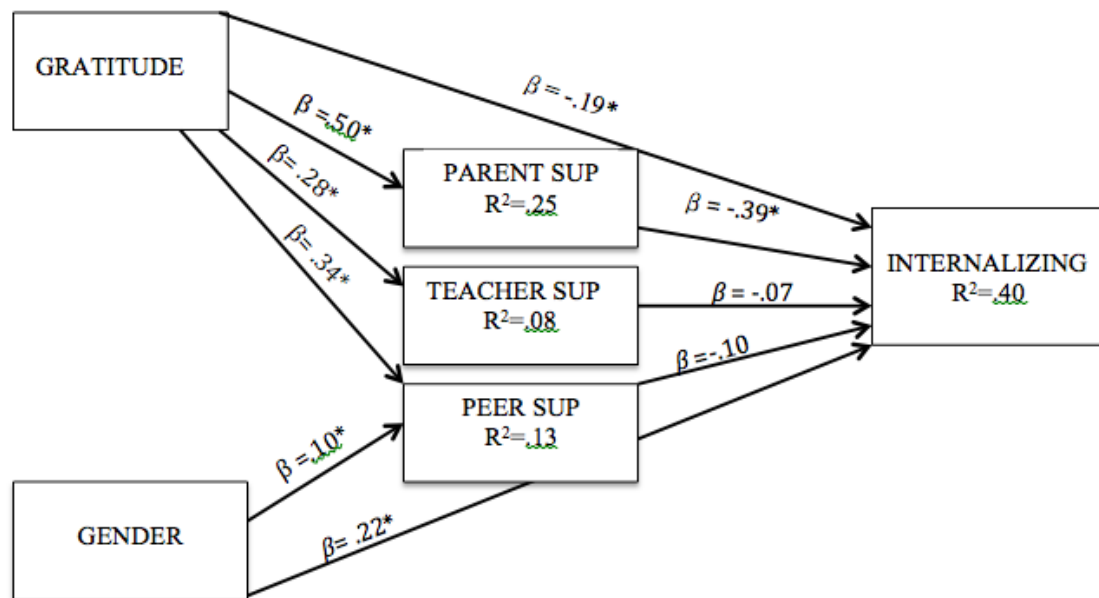 GRATITUDE
β = -.19*
β =.50*
β= .28*
β= .34*
PARENT SUP
R²=.25
β = -.39*
TEACHER SUP
R²=.08
β = -.07
INTERNALIZING
R²=.40
β =-.10
PEER SUP
R²=.13
β =.10*
GENDER
β= .22*